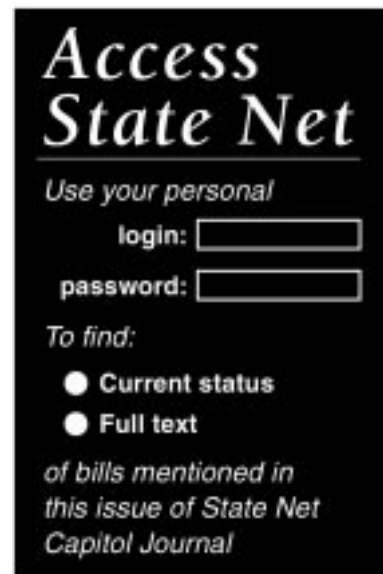 Access
State Net
Use your personal
login:
password:
To find:
Current status
Full text
of bills mentioned in
this issue of State Net
Capitol Journal